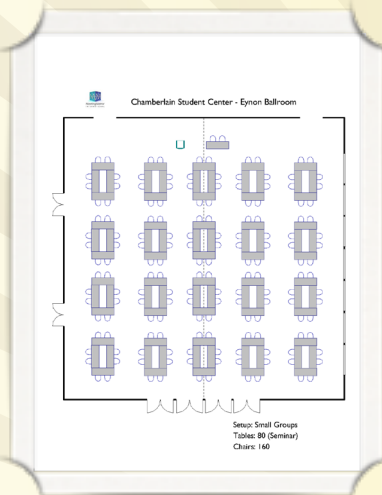 Chamberlain Student Center - Eynon Ballroom
Setup: Small Groups
Tables: 80 (Seminar)
Chairs: 160